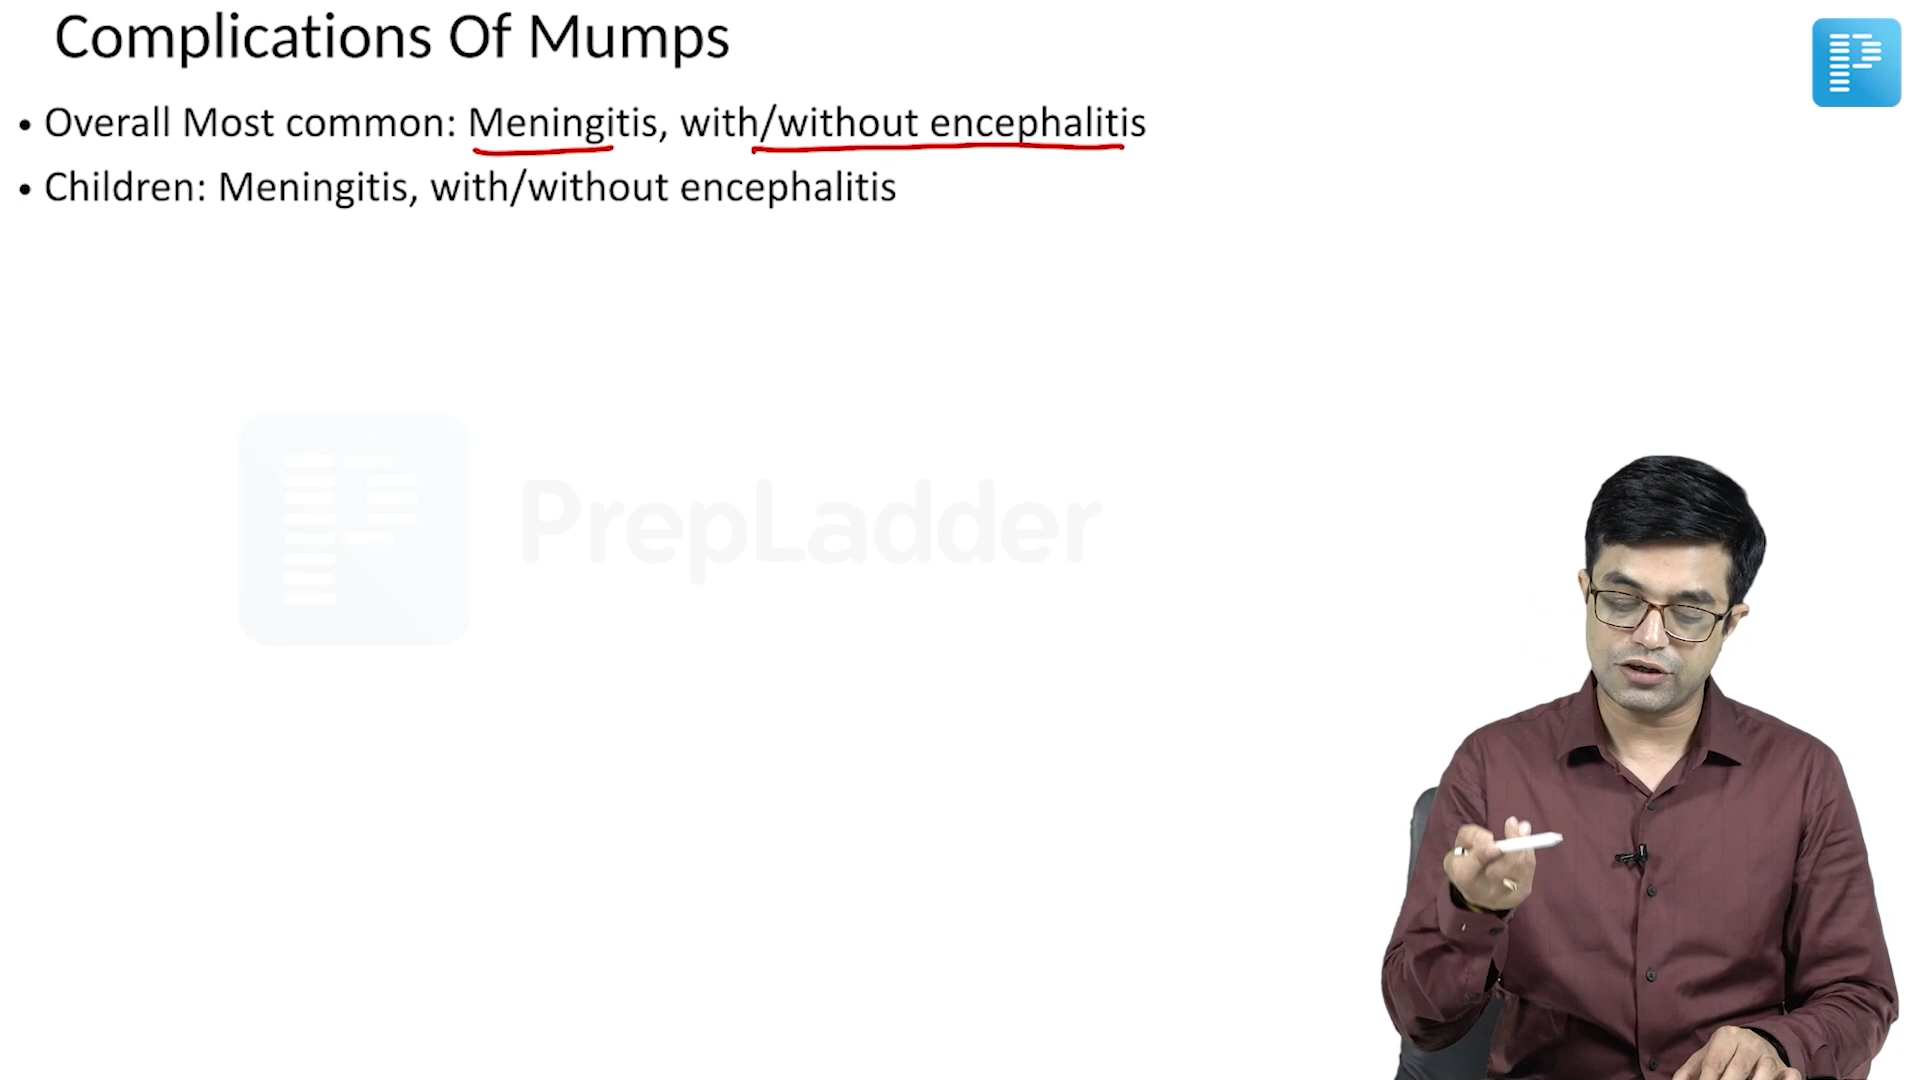 Complications Of Mumps
• Overall Most common: Meningitis, with/without encephalitis
• Children: Meningitis, with/without encephalitis
PrepLadder